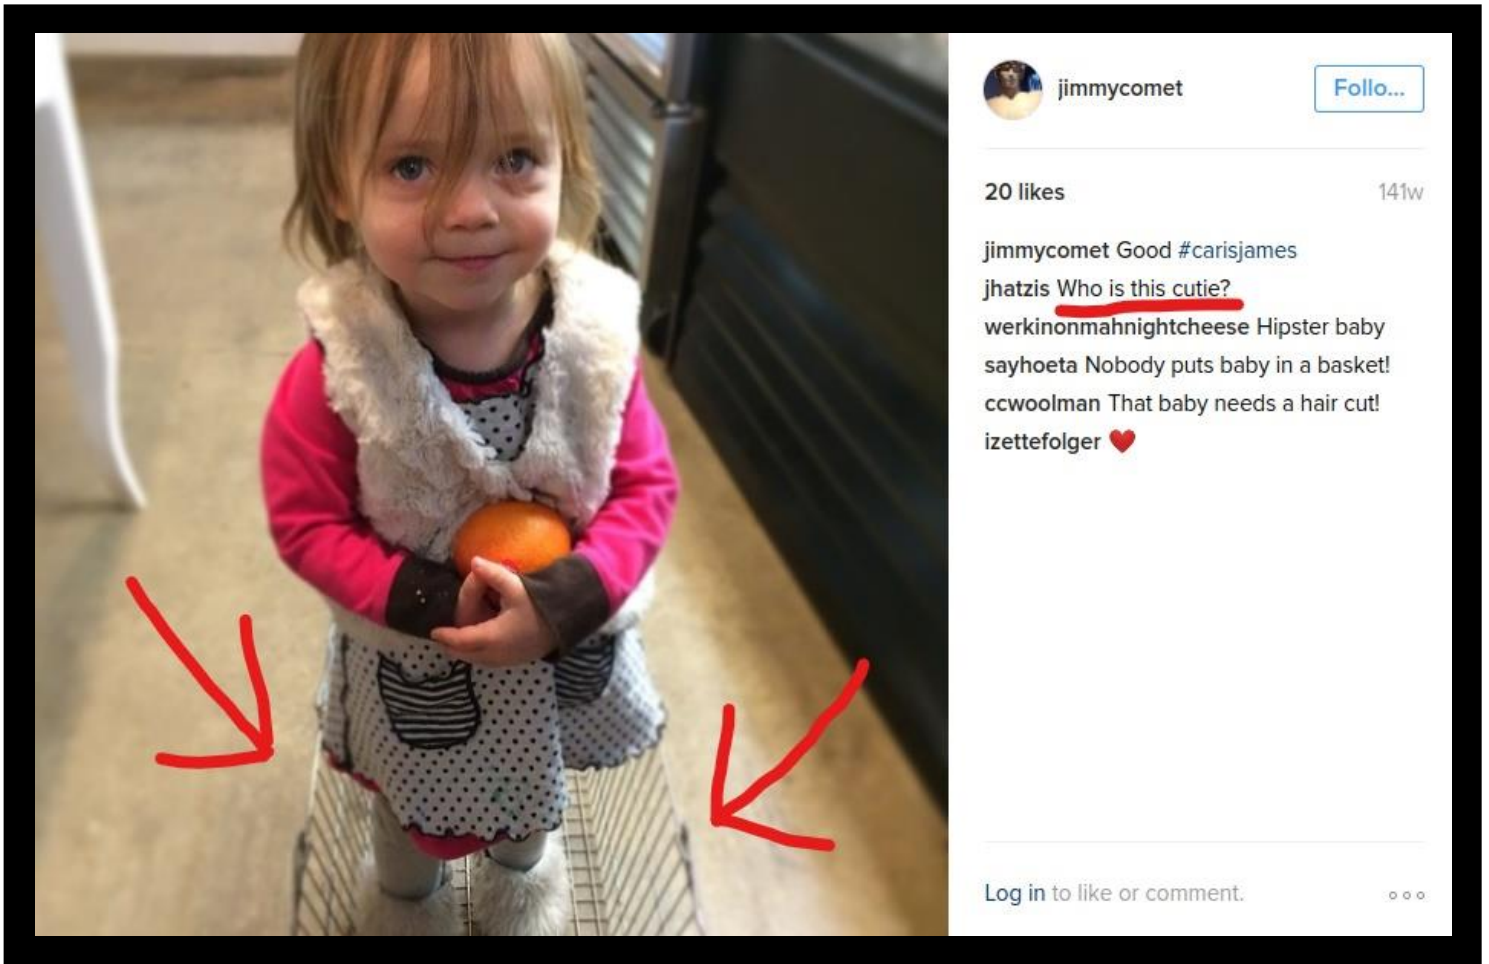 jimmycomet
Follo...
20 likes
141w
jimmycomet Good #carisjames
jhatzis Who is this cutie?
werkinonmahnightcheese Hipster baby
sayhoeta Nobody puts baby in a basket!
ccwoolman That baby needs a hair cut!
izettefolger ❤️
Log in to like or comment.